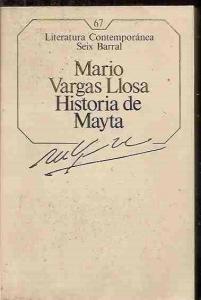 67
Literatura Contemporánea
Seix Barral
Mario
Vargas Llosa
Historia de
Mayta